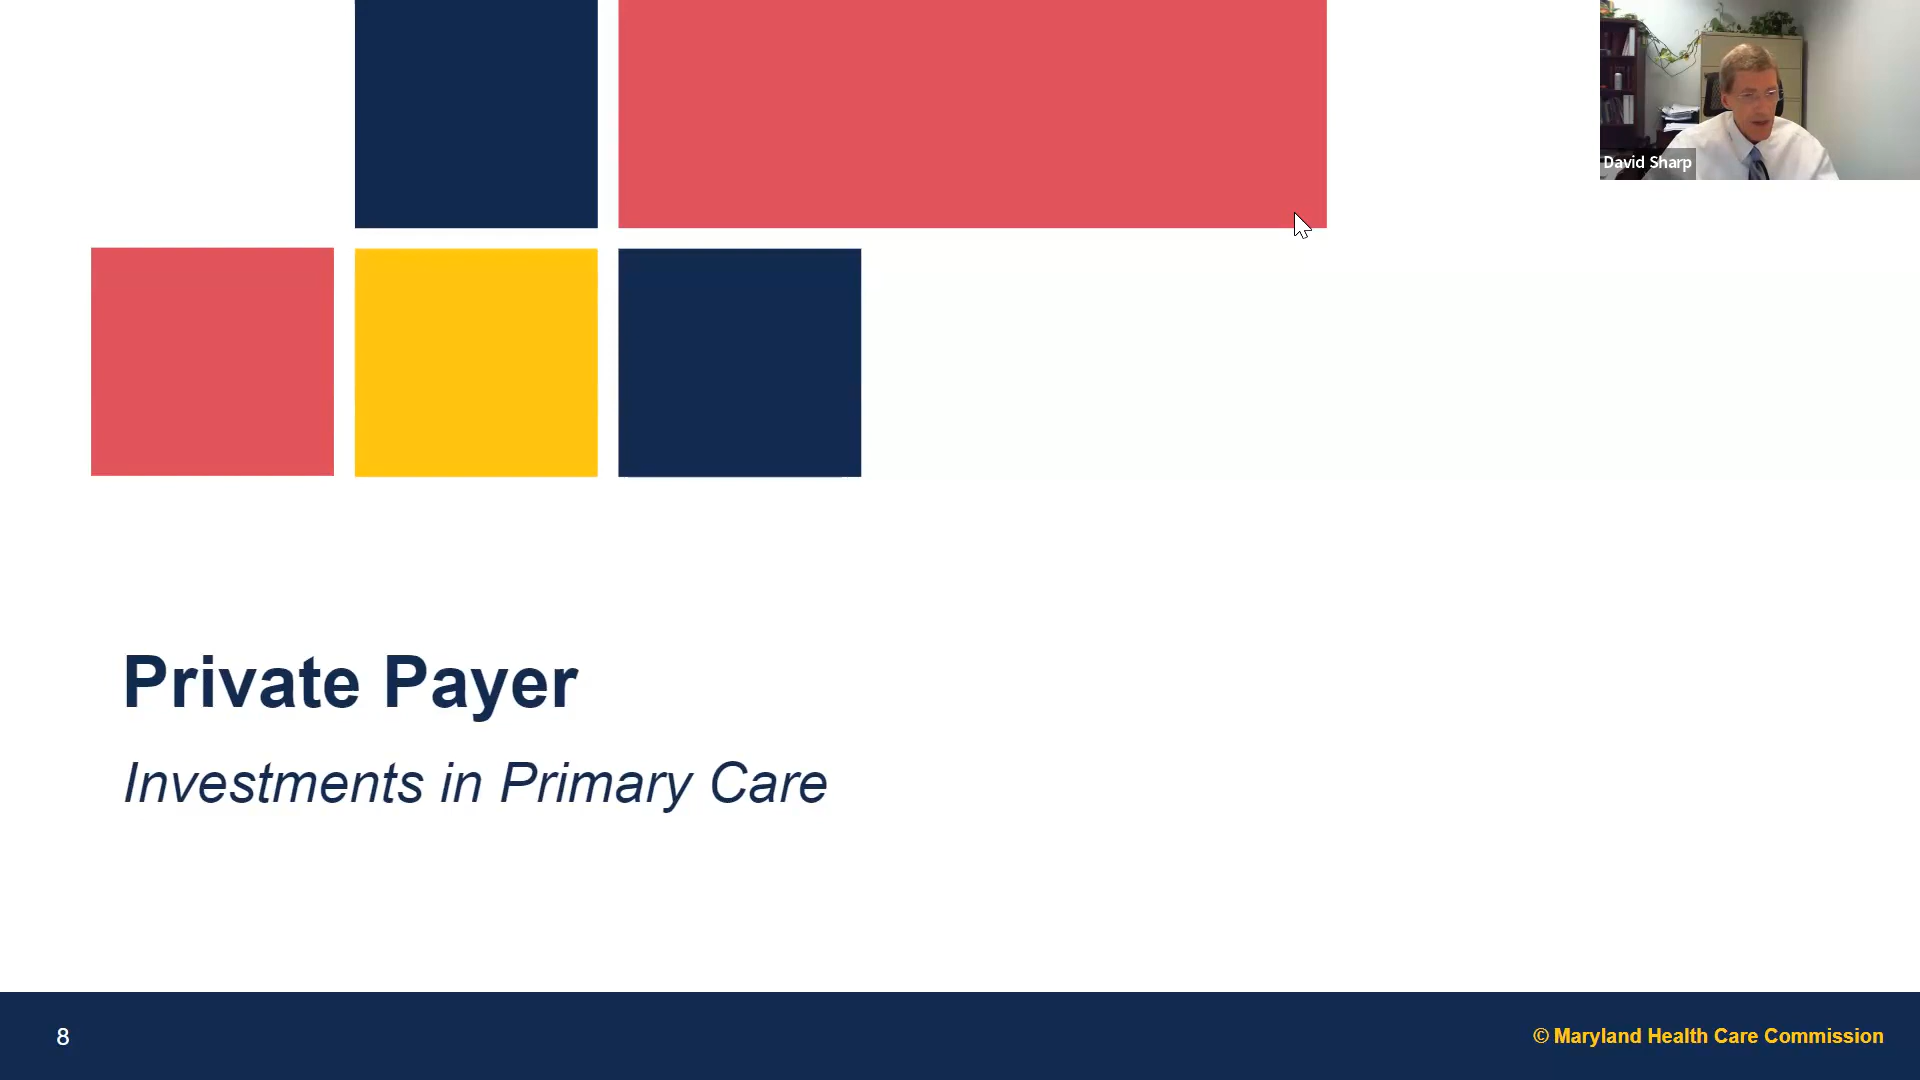 David Sharp
Private Payer
Investments in Primary Care
8
© Maryland Health Care Commission